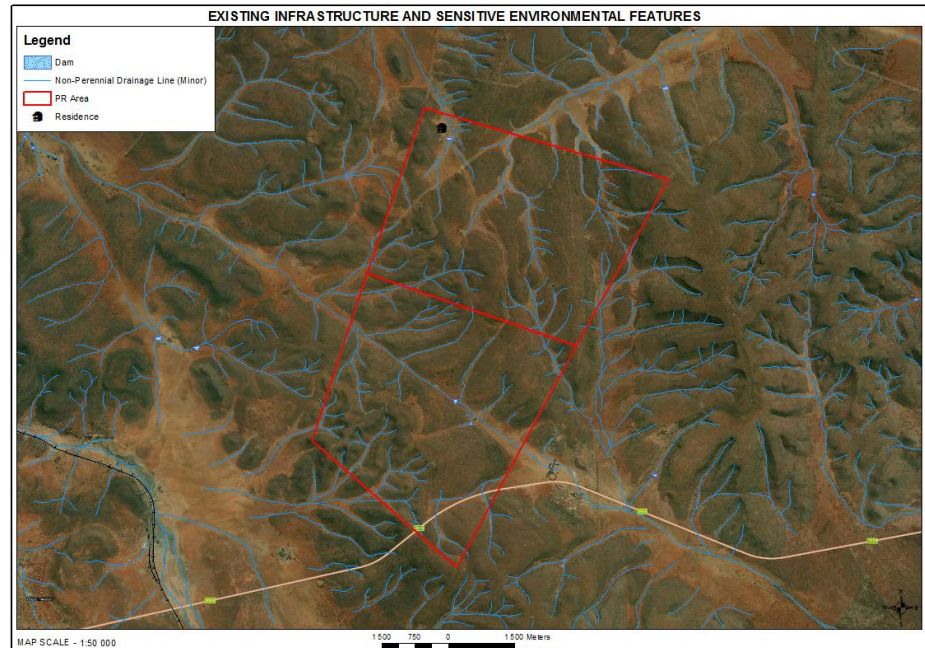 EXISTING INFRASTRUCTURE AND SENSITIVE ENVIRONMENTAL FEATURES
Legend
Dam
Non-Perennial Drainage Line (Minor)
PR Area
Residence
N
MAP SCALE - 1:50 000
1 500 750 0 1 500 Meters